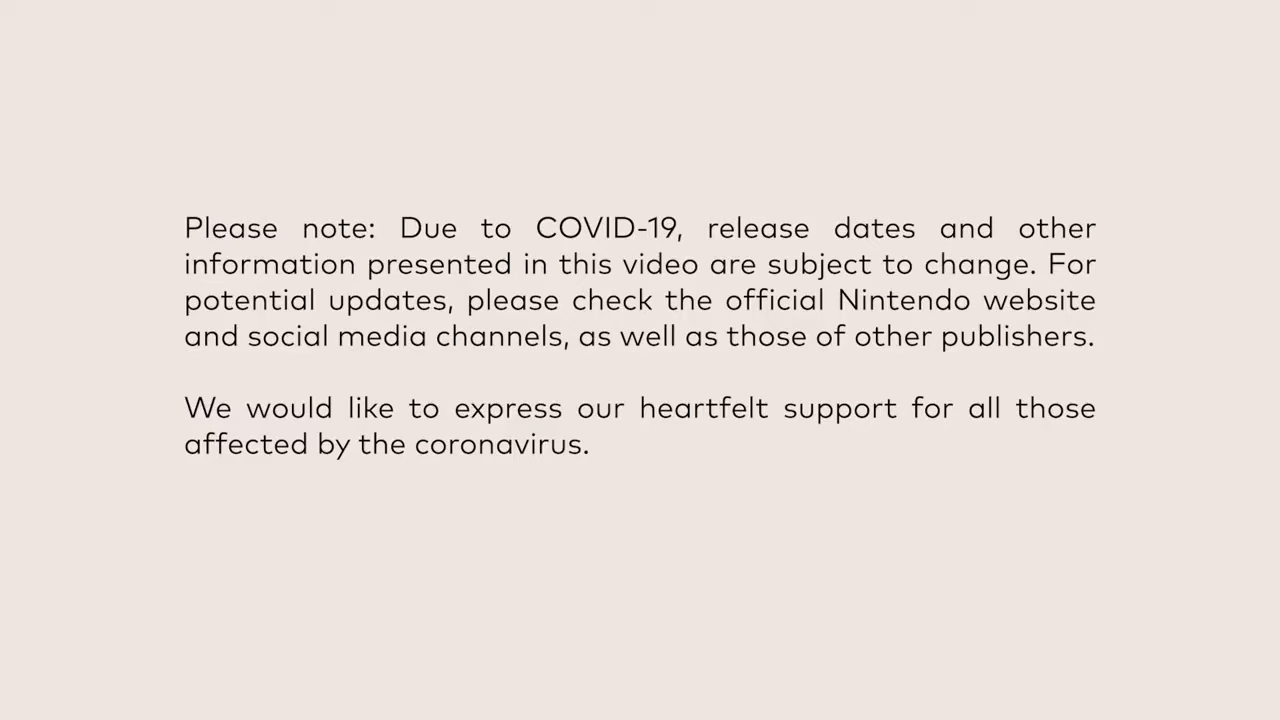 Please note: Due to COVID-19, release dates and other
information presented in this video are subject to change. For
potential updates, please check the official Nintendo website
and social media channels, as well as those of other publishers.
We would like to express our heartfelt support for all those
affected by the coronavirus.